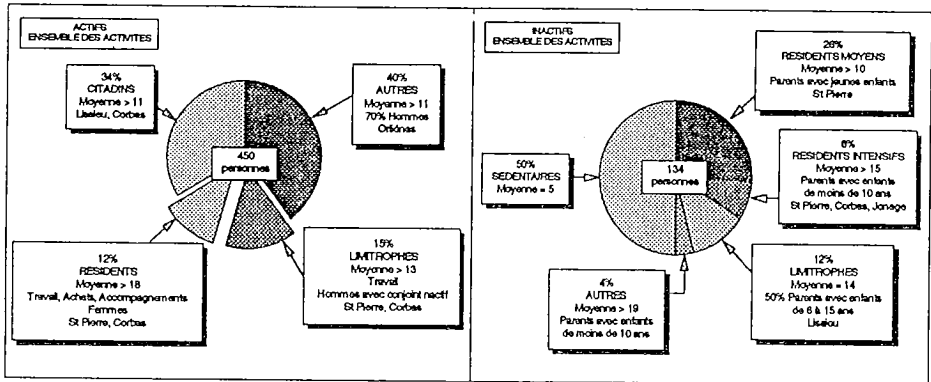 ACTIFS
ENSEMBLE DES ACTIVITES
34%
CITADINS
Moyenne > 11
Corbas
40%
AUTRES
Moyenne > 11
70% Hommes
450
personnes
12%
RESIDENTS
Moyenne > 18
Travail, Achats, Accompagnements
Femmes
St Pierre, Corbas
15%
LIMITROPHES
Moyenne > 13
Travail
Hommes avec conjoint inactif
St Pierre, Corbas
INACTIFS
ENSEMBLE DES ACTIVITES
RESIDENTS MOYENS
Moyenne > 10
Parents avec jeunes enfants
St Pierre
50%
SEDENTAIRES
Moyenne = 5
134
personnes
RESIDENTS INTENSIFS
Moyenne > 15
Parents avec enfants
de moins de 10 ans
St Pierre, Corbas, Jonage
4%
AUTRES
Moyenne > 19
Parents avec enfants
de moins de 10 ans
12%
LIMITROPHES
Moyenne = 14
50% Parents avec enfants
de 6 à 15 ans